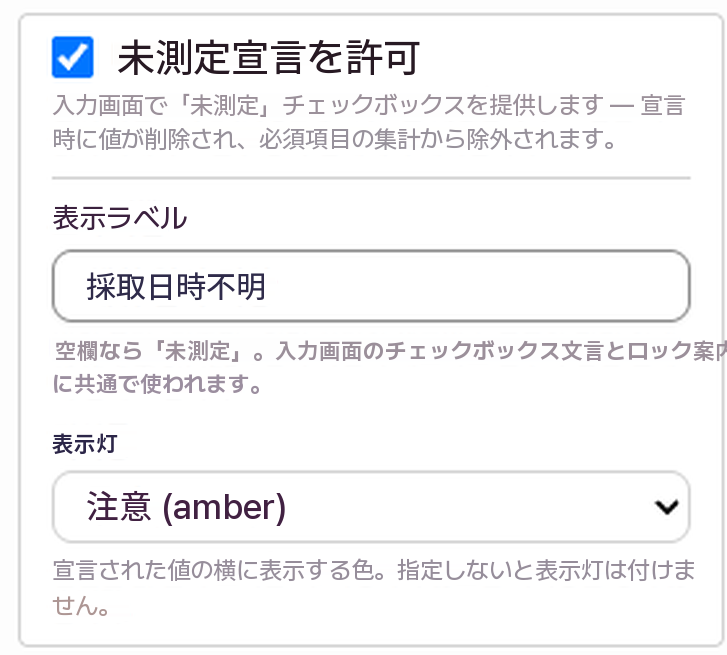 未測定宣言を許可
入力画面で「未測定」チェックボックスを提供します — 宣言
時に値が削除され、必須項目の集計から除外されます。
表示ラベル
採取日時不明
空欄なら「未測定」。入力画面のチェックボックス文言とロック案内
に共通で使われます。
表示灯
注意 (amber)
宣言された値の横に表示する色。指定しないと表示灯は付けま
せん。